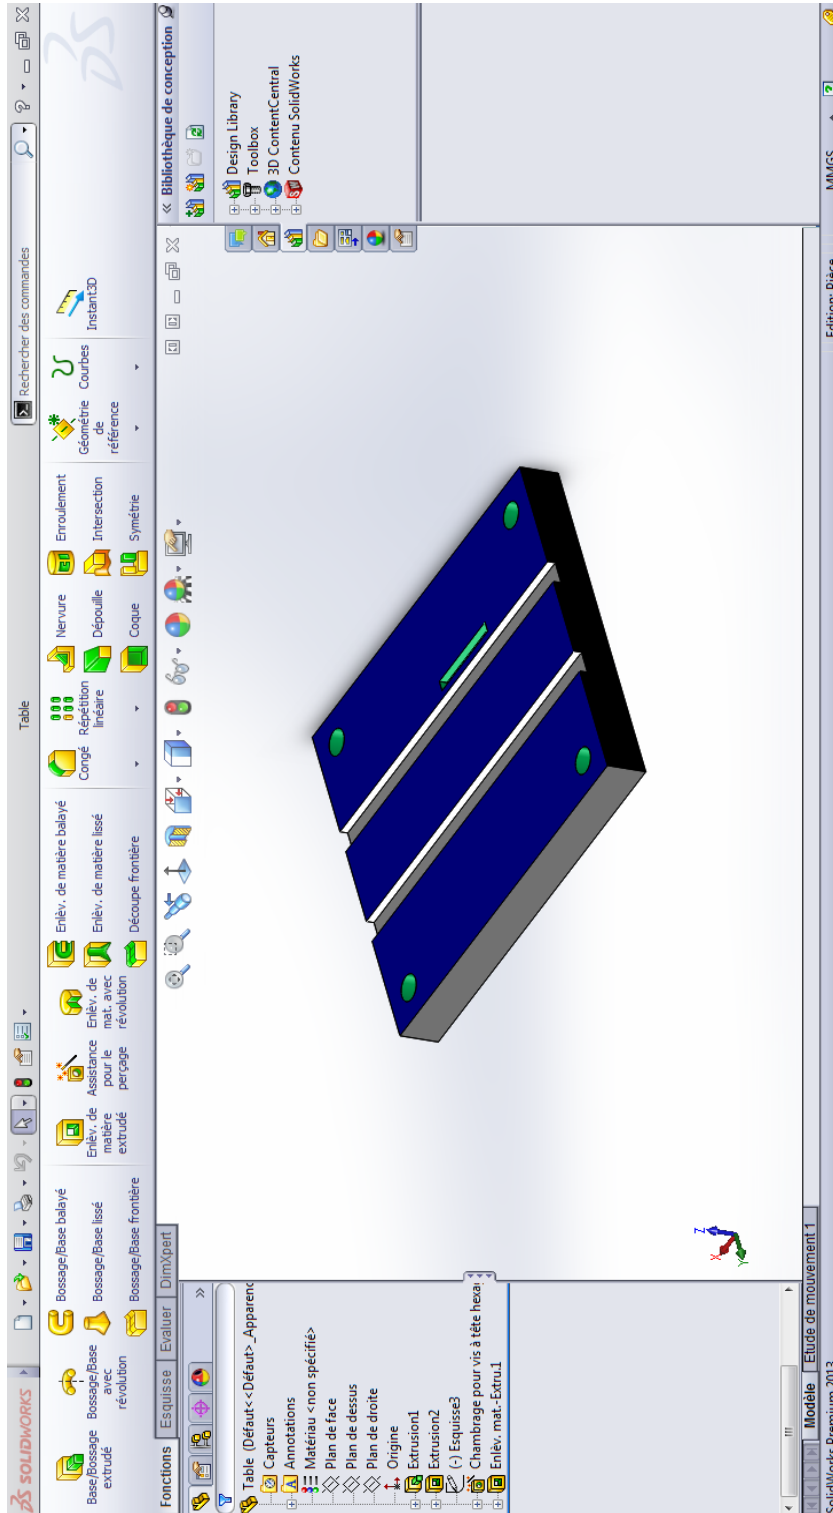 SOLIDWORKS
Table
Rechercher des commandes
Base/Bossage
extrudé
Bossage/Base
avec
révolution
Bossage/Base balayé
Bossage/Base lissé
Bossage/Base frontière
Enlèv. de
matière
extrudé
Assistance
pour le
perçage
Enlèv. de
mat. avec
révolution
Enlèv. de matière balayé
Enlèv. de matière lissé
Découpe frontière
Congé
Répétition
linéaire
Nervure
Dépouille
Coque
Enroulement
Intersection
Symétrie
Géométrie
de
référence
Courbes
Instant3D
Fonctions
Esquisse
Evaluer
DimXpert
Table (Défaut<<Défaut>_Apparenc
Capteurs
Annotations
Matériau <non spécifié>
Plan de face
Plan de dessus
Plan de droite
Origine
Extrusion1
Extrusion2
(-) Esquisse3
Chambrage pour vis à tête hexa
Enlèv. mat.-Extru.1
Z
X
Y
Bibliothèque de conception
Design Library
Toolbox
3D ContentCentral
Contenu SolidWorks
Modèle
Etude de mouvement 1
SolidWorks Premium 2013
Edition: Pièce
MMGS